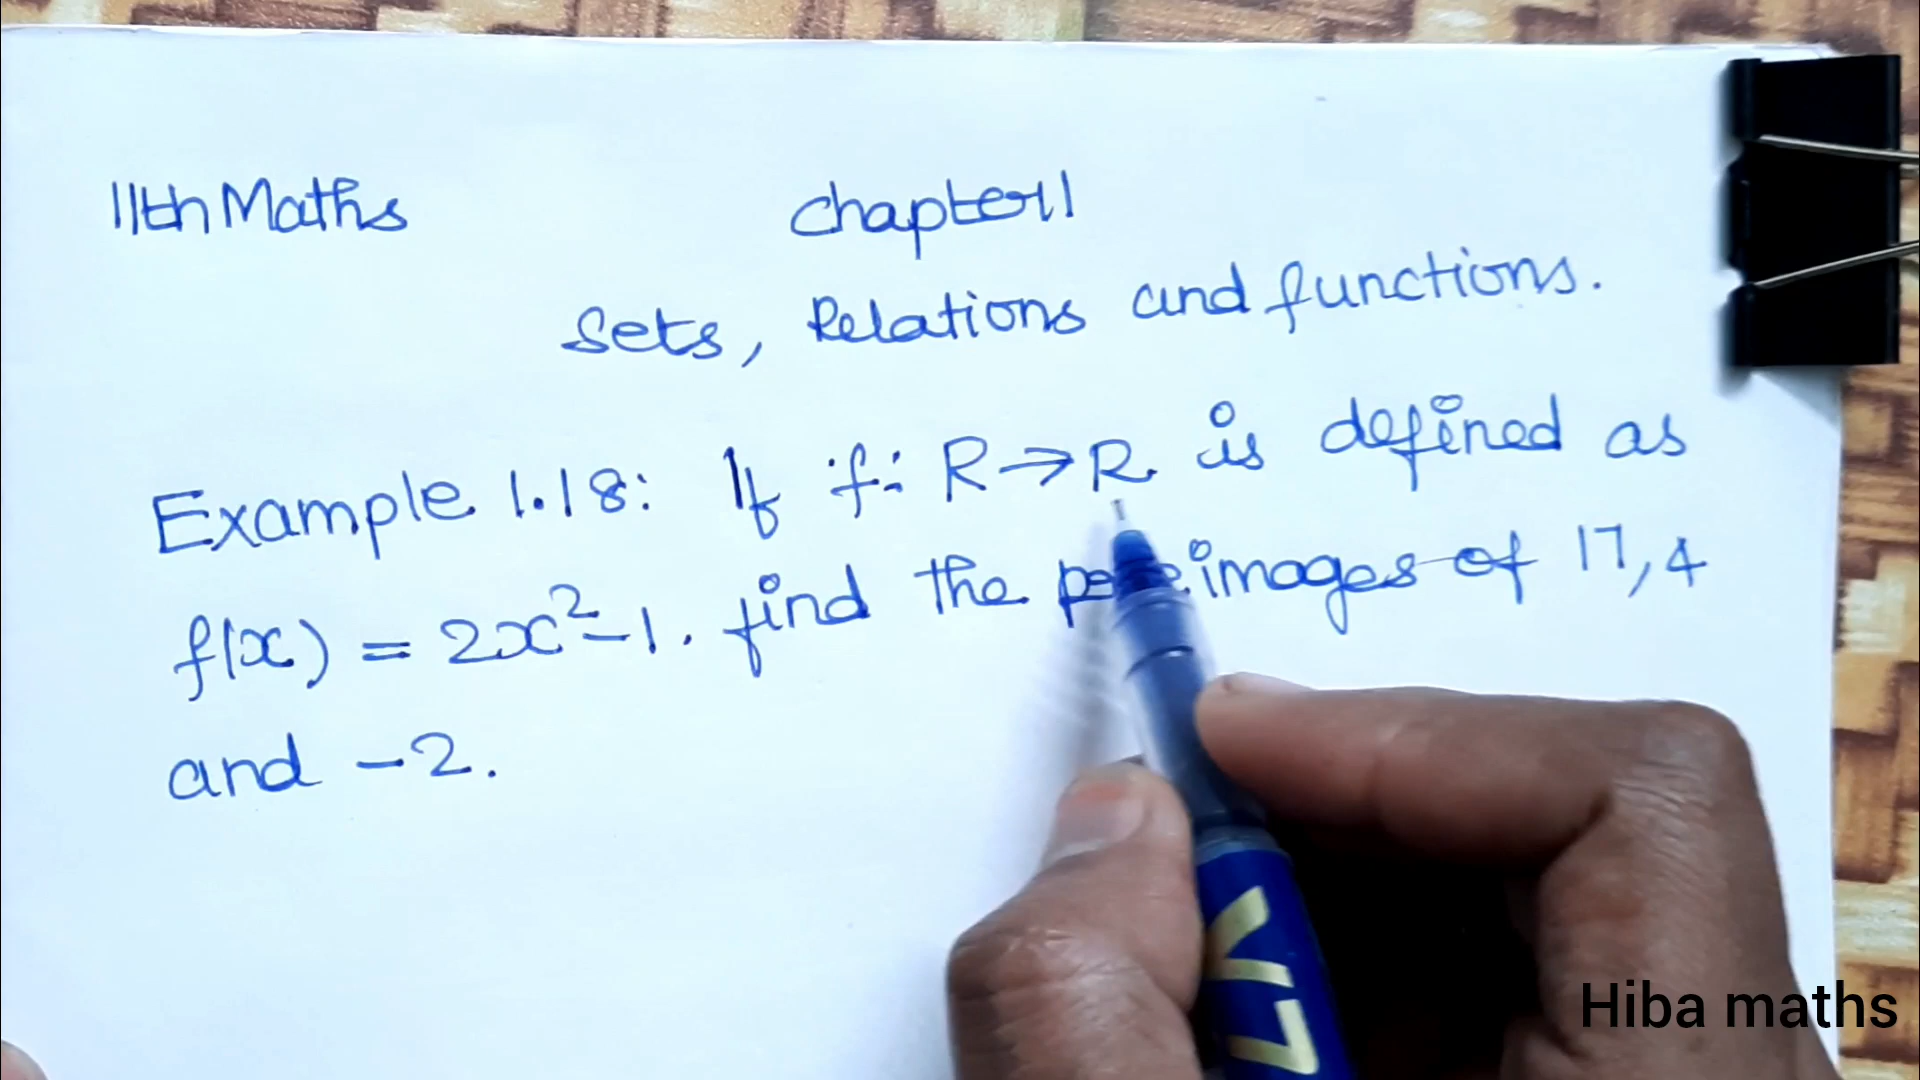 11th Maths
Chapter 1
Sets, Relations and functions.
Example 1.18: If f: R→R is defined as
f(x) = 2x²-1. find the images of 17, 4
and -2.
V7
Hiba maths